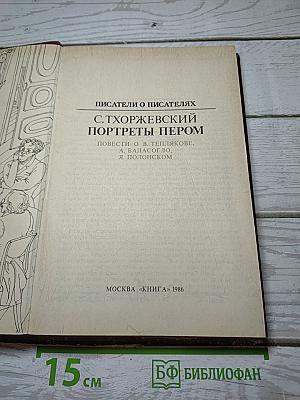 ПИСАТЕЛИ О ПИСАТЕЛЯХ
С. ТХОРЖЕВСКИЙ
ПОРТРЕТЫ ПЕРОМ
ПОВЕСТИ О В. ТЕПЛЯКОВЕ,
А. БАЛАСОГЛО,
Я. ПОЛОНСКОМ
МОСКВА «КНИГА» 1986
15 см
БФ БИБЛИОФАН